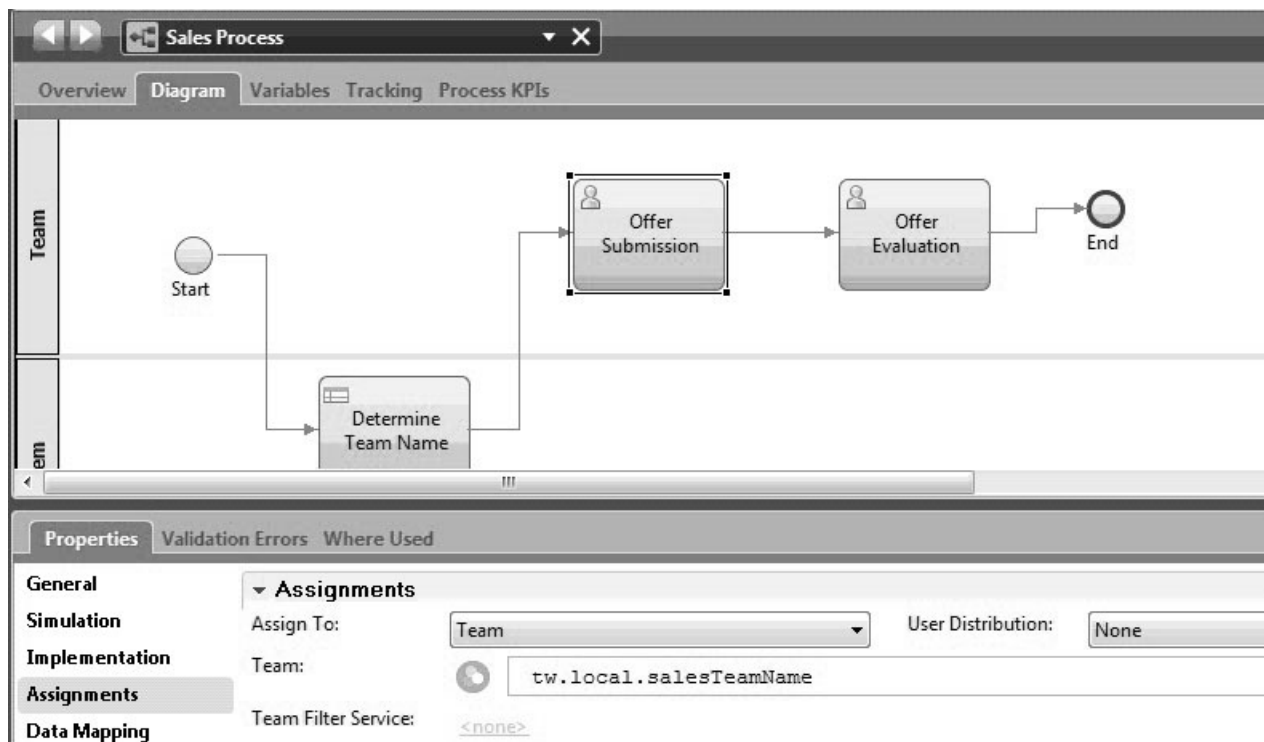 Sales Process
Overview Diagram Variables Tracking Process KPIs
Team
Start
Offer
Submission
Offer
Evaluation
End
Determine
Team Name
em
Properties Validation Errors Where Used
General
Simulation
Implementation
Assignments
Data Mapping
Assignments
Assign To: Team User Distribution: None
Team: tw.local.salesTeamName
Team Filter Service: <none>